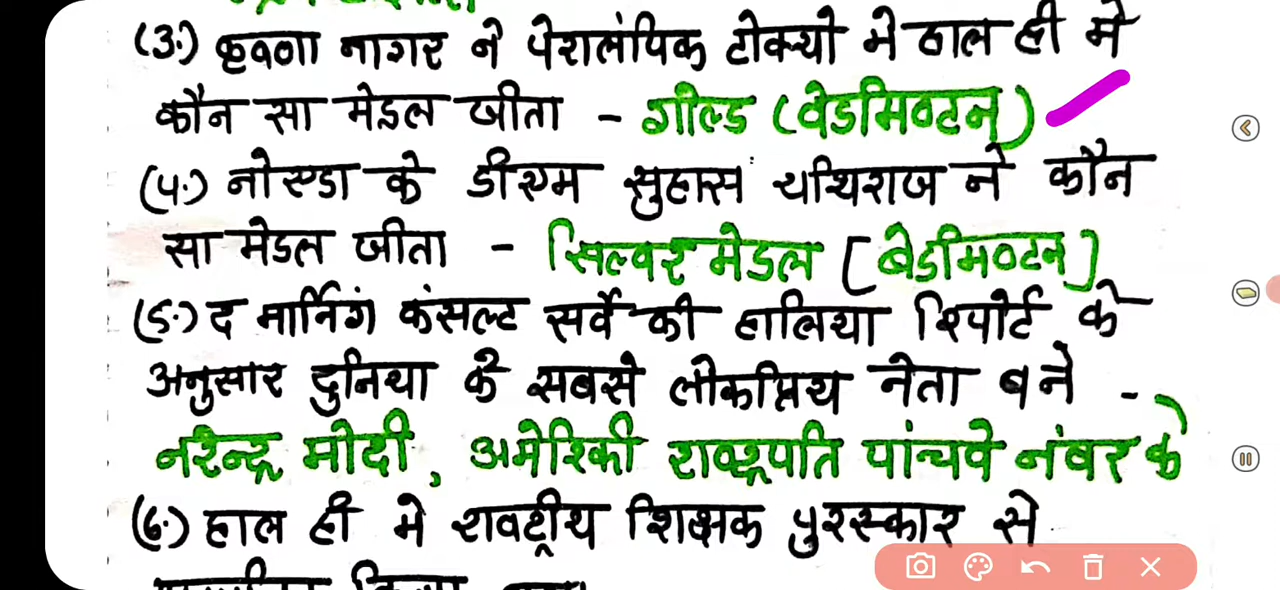 (3.) कृष्णा नागर ने पेरालंपिक टोक्यो मे हाल ही मे
कौन सा मेडल जीता - गोल्ड (बेडमिण्टन)
(4.) नोएडा के डीएम सुहास यथिराज ने कौन
सा मेडल जीता - सिल्वर मेडल [बेडमिण्टन]
(5.) द मार्निंग कंसल्ट सर्वे की हालिया रिपोर्ट के
अनुसार दुनिया के सबसे लोकप्रिय नेता बने -
नरेन्द्र मोदी, अमेरिकी राष्ट्रपति पांचवे नंबर के
(6.) हाल ही मे राष्ट्रीय शिक्षक पुरस्कार से